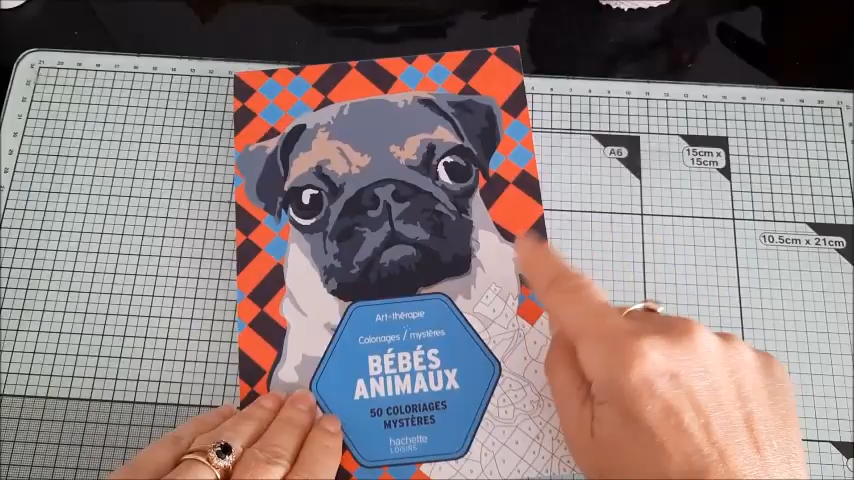 Art-thérapie
Coloriages / mystères
BÉBÉS
ANIMAUX
50 COLORIAGES
MYSTÈRES
hachette
LOISIRS
A6
15cm x
15cm
10.5cm x 21cm